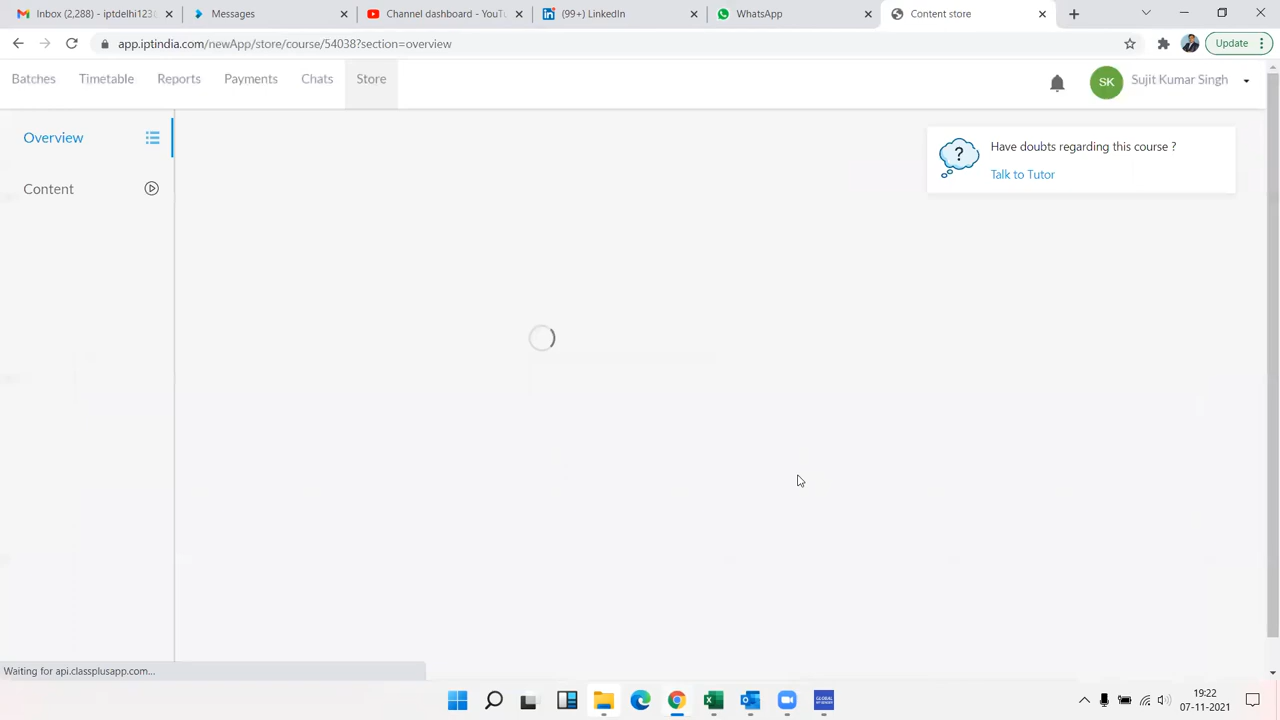 Inbox (2,288) - iptdelhi123@
Messages
Channel dashboard - YouTu
(99+) LinkedIn
WhatsApp
Content store
app.iptindia.com/newApp/store/course/54038?section=overview
Update
Batches
Timetable
Reports
Payments
Chats
Store
SK
Sujit Kumar Singh
Overview
Content
?
Have doubts regarding this course ?
Talk to Tutor
Waiting for api.classplusapp.com...
19:22
07-11-2021